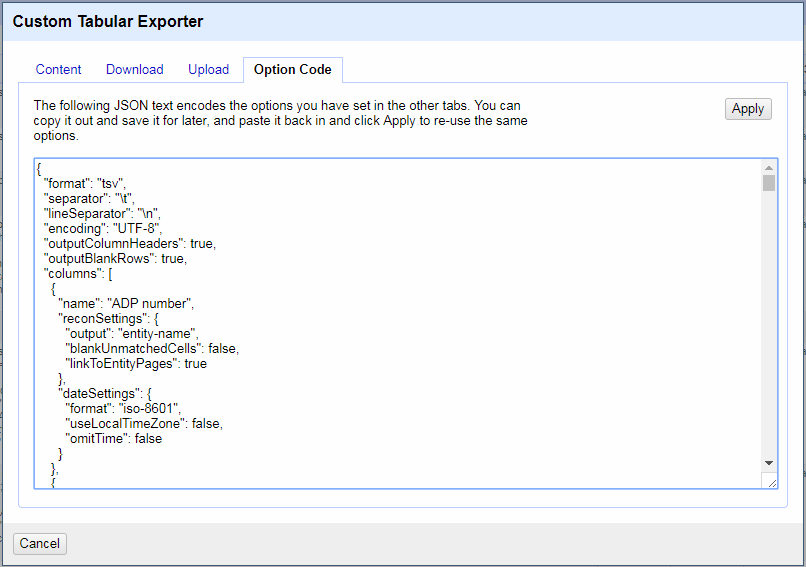 Custom Tabular Exporter
Content Download Upload Option Code
The following JSON text encodes the options you have set in the other tabs. You can
copy it out and save it for later, and paste it back in and click Apply to re-use the same
options.
Apply
{
"format": "tsv",
"separator": "\t",
"lineSeparator": "\n",
"encoding": "UTF-8",
"outputColumnHeaders": true,
"outputBlankRows": true,
"columns": [
{
"name": "ADP number",
"reconSettings": {
"output": "entity-name",
"blankUnmatchedCells": false,
"linkToEntityPages": true
},
"dateSettings": {
"format": "iso-8601",
"useLocalTimeZone": false,
"omitTime": false
}
},
{
Cancel